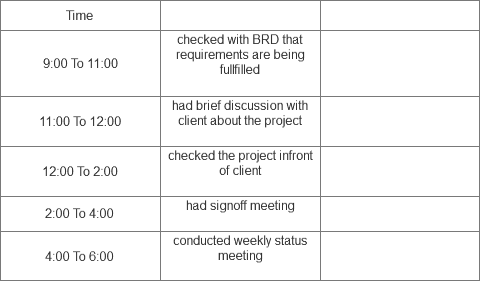 Time
9:00 To 11:00
checked with BRD that
requirements are being
fullfilled
11:00 To 12:00
had brief discussion with
client about the project
12:00 To 2:00
checked the project infront
of client
2:00 To 4:00
had signoff meeting
4:00 To 6:00
conducted weekly status
meeting